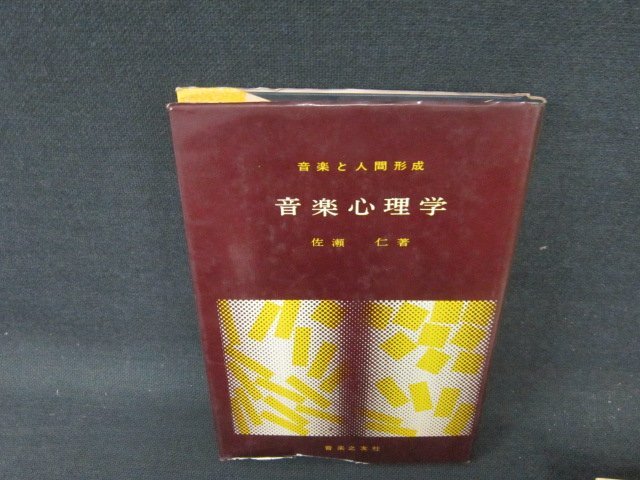 音楽と人間形成
音楽心理学
佐瀬 仁著
音楽之友社